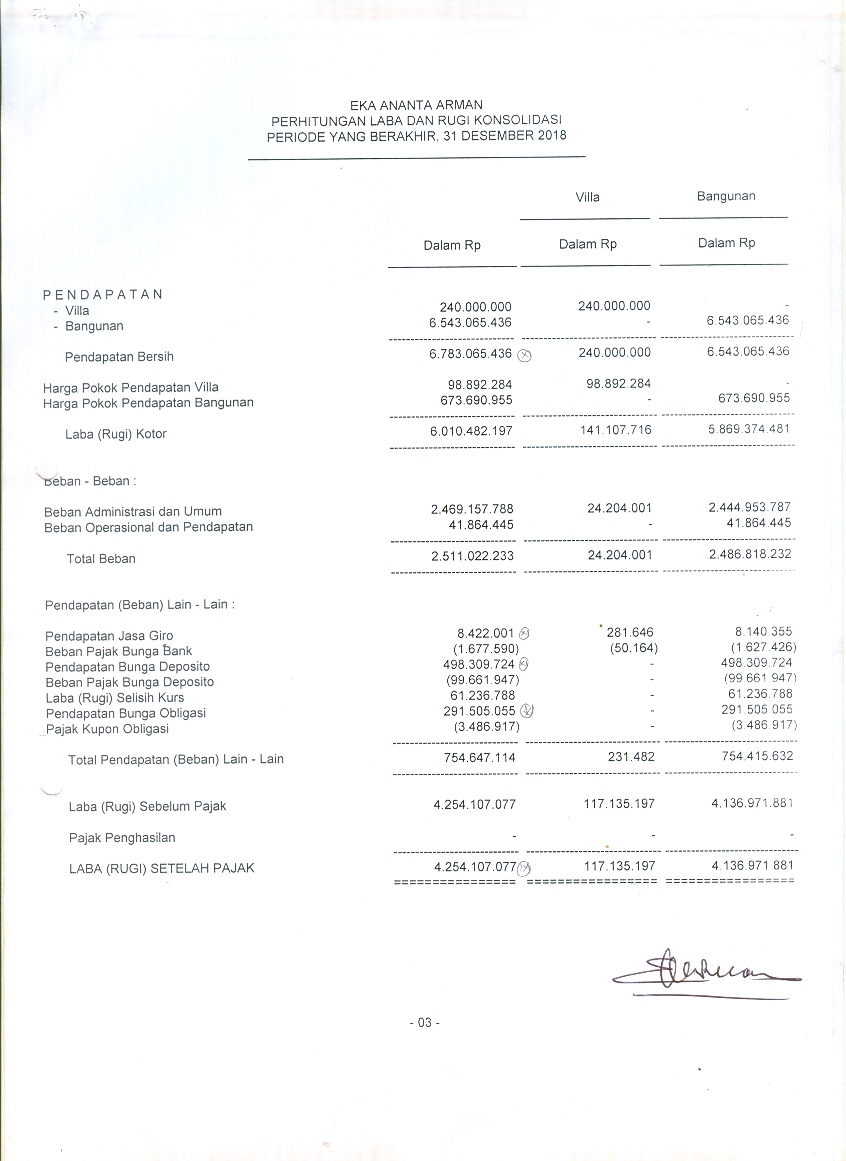 EKA ANANTA ARMAN
PERHITUNGAN LABA DAN RUGI KONSOLIDASI
PERIODE YANG BERAKHIR, 31 DESEMBER 2018
Villa Bangunan
Dalam Rp Dalam Rp Dalam Rp
P E N D A P A T A N
- Villa 240.000.000 240.000.000 -
- Bangunan 6.543.065.436 - 6.543.065.436
Pendapatan Bersih 6.783.065.436 240.000.000 6.543.065.436
Harga Pokok Pendapatan Villa 98.892.284 98.892.284 -
Harga Pokok Pendapatan Bangunan 673.690.955 - 673.690.955
Laba (Rugi) Kotor 6.010.482.197 141.107.716 5.869.374.481
Beban - Beban :
Beban Administrasi dan Umum 2.469.157.788 24.204.001 2.444.953.787
Beban Operasional dan Pendapatan 41.864.445 - 41.864.445
Total Beban 2.511.022.233 24.204.001 2.486.818.232
Pendapatan (Beban) Lain - Lain :
Pendapatan Jasa Giro 8.422.001 281.646 8.140.355
Beban Pajak Bunga Bank (1.677.590) (50.164) (1.627.426)
Pendapatan Bunga Deposito 498.309.724 - 498.309.724
Beban Pajak Bunga Deposito (99.661.947) - (99.661.947)
Laba (Rugi) Selisih Kurs 61.236.788 - 61.236.788
Pendapatan Bunga Obligasi 291.505.055 - 291.505.055
Pajak Kupon Obligasi (3.486.917) - (3.486.917)
Total Pendapatan (Beban) Lain - Lain 754.647.114 231.482 754.415.632
Laba (Rugi) Sebelum Pajak 4.254.107.077 117.135.197 4.136.971.881
Pajak Penghasilan - - -
LABA (RUGI) SETELAH PAJAK 4.254.107.077 117.135.197 4.136.971.881
- 03 -